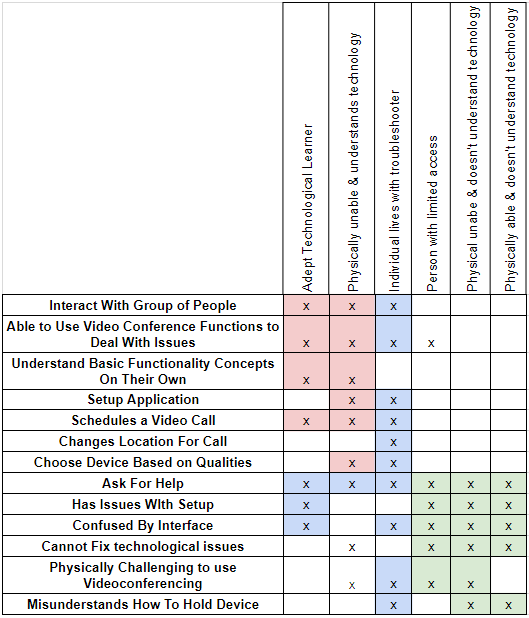 Adept Technological Learner
Physically unable & understands technology
Individual lives with troubleshooter
Person with limited access
Physical unabe & doesn't understand technology
Physically able & doesn't understand technology
Interact With Group of People x x x
Able to Use Video Conference Functions to
Deal With Issues x x x x
Understand Basic Functionality Concepts
On Their Own x x
Setup Application x x
Schedules a Video Call x x x
Changes Location For Call x
Choose Device Based on Qualities x x
Ask For Help x x x x x x
Has Issues WIth Setup x x x x
Confused By Interface x x x x x
Cannot Fix technological issues x x x x
Physically Challenging to use
Videoconferencing x x x x
Misunderstands How To Hold Device x x x